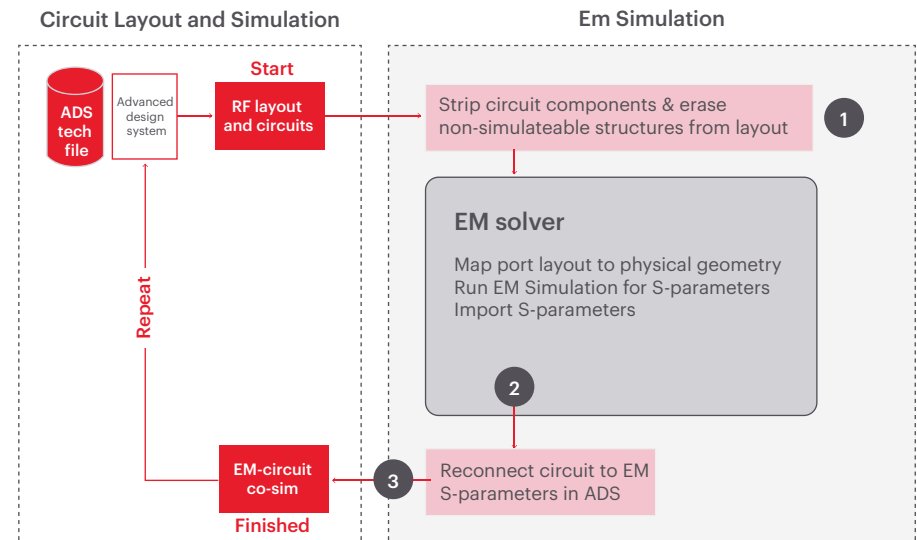 Circuit Layout and Simulation
Em Simulation
Start
ADS
tech
file
Advanced
design
system
RF layout
and circuits
Strip circuit components & erase
non-simulateable structures from layout
1
EM solver
Map port layout to physical geometry
Run EM Simulation for S-parameters
Import S-parameters
2
Repeat
EM-circuit
co-sim
Finished
3
Reconnect circuit to EM
S-parameters in ADS